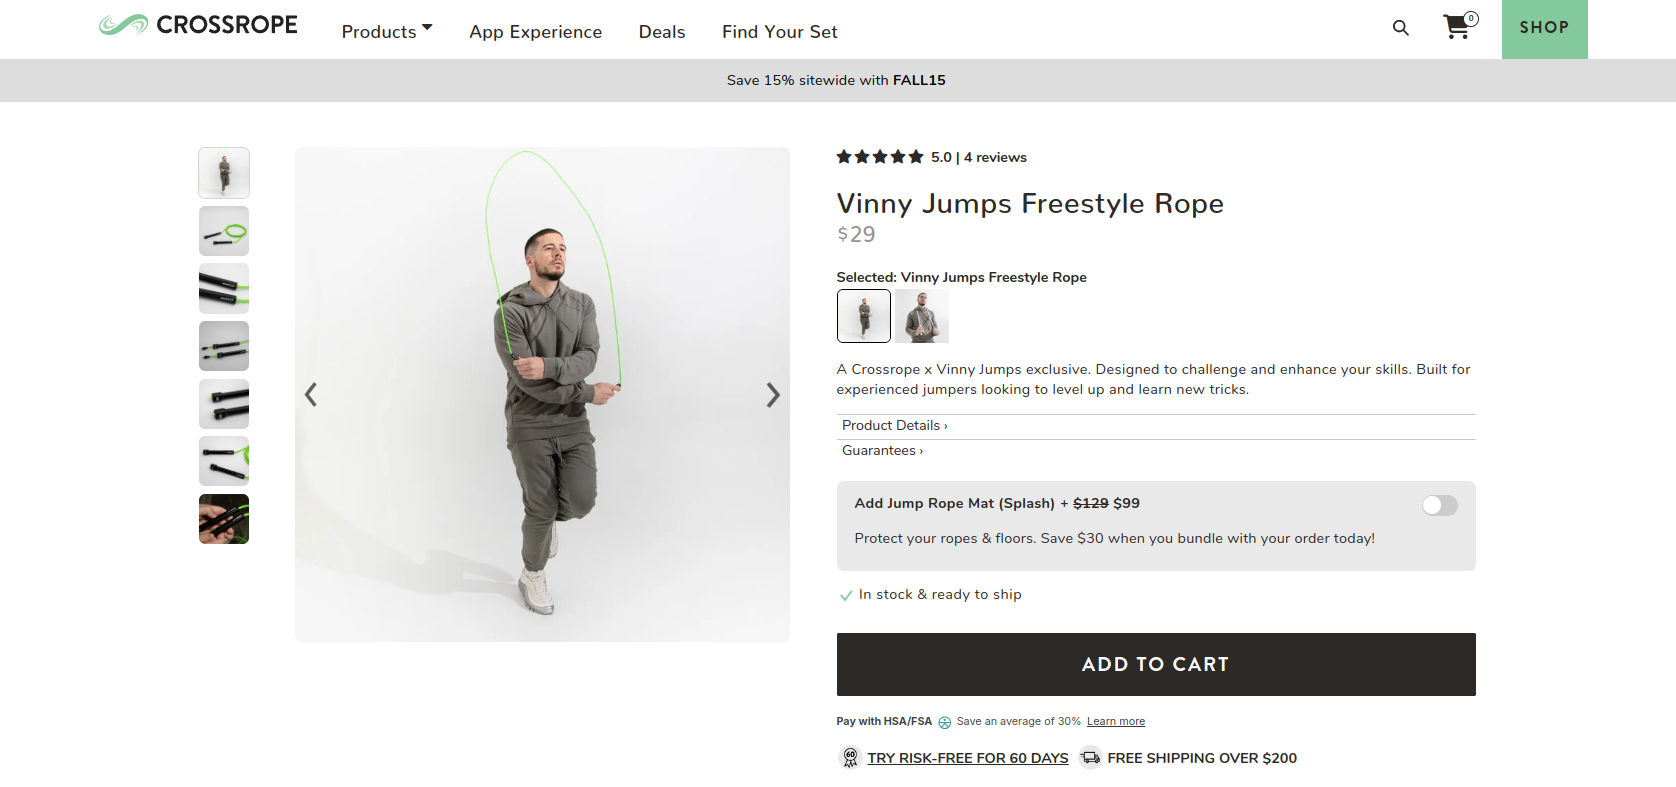 CROSSROPE
Products
App Experience
Deals
Find Your Set
0
SHOP
Save 15% sitewide with FALL15
5.0 | 4 reviews
Vinny Jumps Freestyle Rope
$29
Selected: Vinny Jumps Freestyle Rope
A Crossrope x Vinny Jumps exclusive. Designed to challenge and enhance your skills. Built for
experienced jumpers looking to level up and learn new tricks.
Product Details ›
Guarantees ›
Add Jump Rope Mat (Splash) + $129 $99
Protect your ropes & floors. Save $30 when you bundle with your order today!
In stock & ready to ship
ADD TO CART
Pay with HSA/FSA Save an average of 30% Learn more
60 TRY RISK-FREE FOR 60 DAYS FREE SHIPPING OVER $200